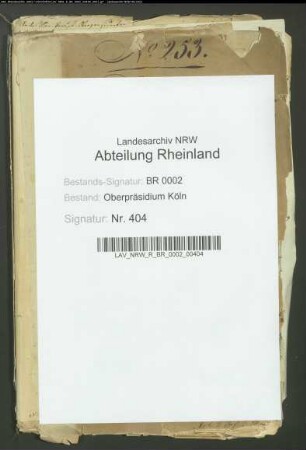 No 253.
Landesarchiv NRW
Abteilung Rheinland
Bestands-Signatur: BR 0002
Bestand: Oberpräsidium Köln
Signatur: Nr. 404
LAV_NRW_R_BR_0002_00404